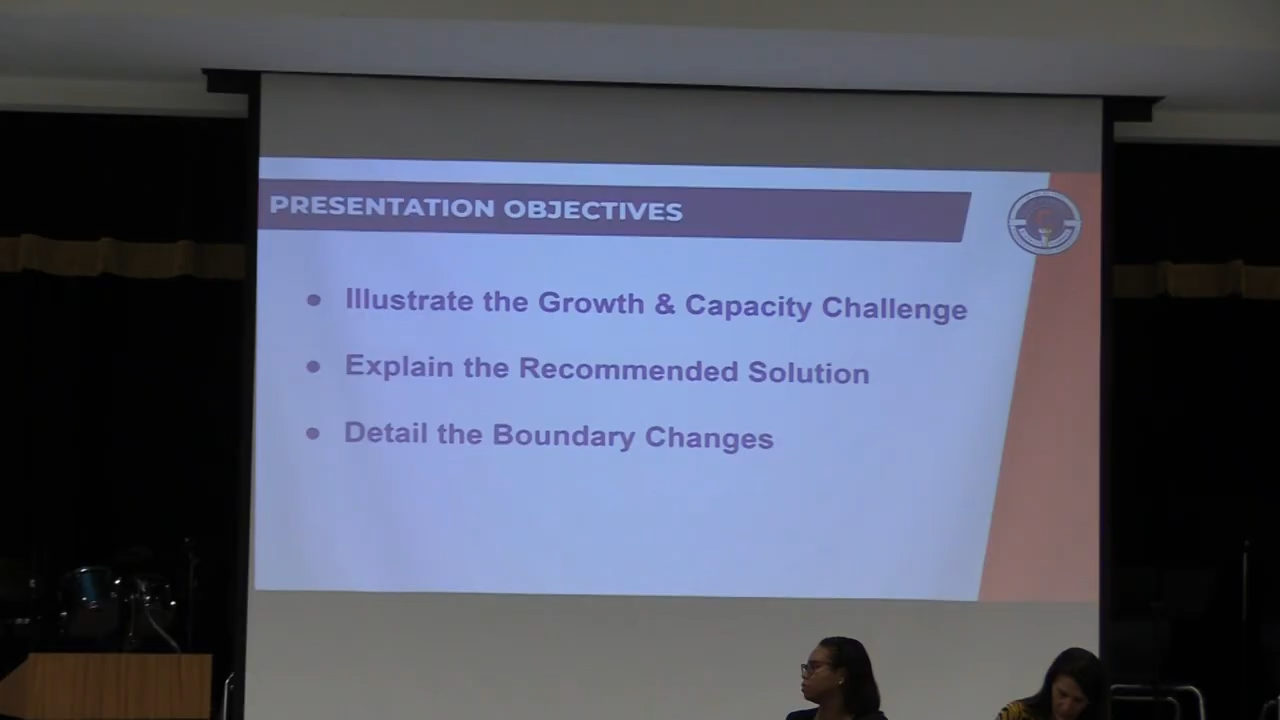 PRESENTATION OBJECTIVES
• Illustrate the Growth & Capacity Challenge
• Explain the Recommended Solution
• Detail the Boundary Changes